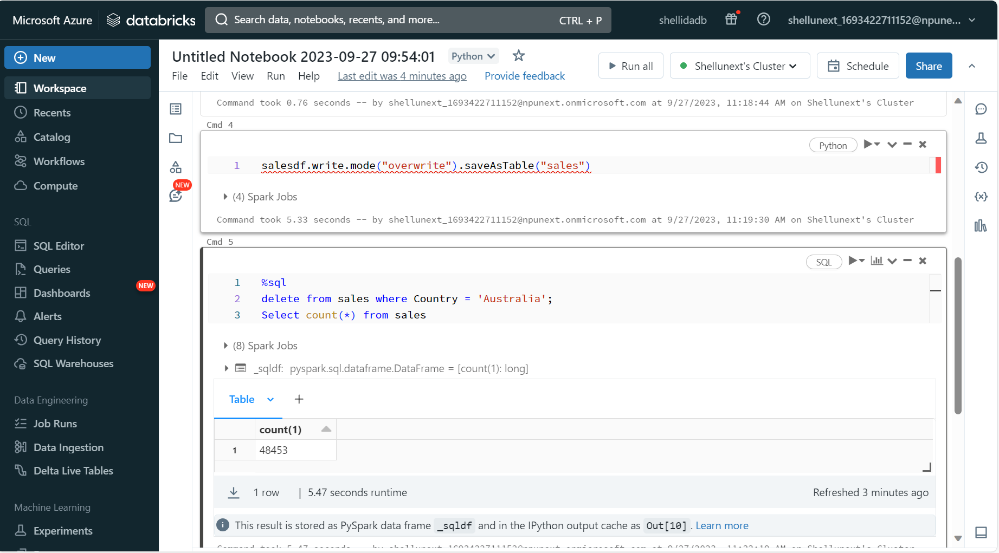 Microsoft Azure databricks Search data, notebooks, recents, and more... CTRL + P shellidadb shellunext_1693422711152@npune...
New
Workspace
Recents
Catalog
Workflows
Compute
SQL
SQL Editor
Queries
NEW
Dashboards
Alerts
Query History
SQL Warehouses
Data Engineering
Job Runs
Data Ingestion
Delta Live Tables
Machine Learning
Experiments
Untitled Notebook 2023-09-27 09:54:01 Python
File Edit View Run Help Last edit was 4 minutes ago Provide feedback
Run all Shellunext's Cluster Schedule Share
NEW
Command took 0.76 seconds -- by shellunext_1693422711152@npunext.onmicrosoft.com at 9/27/2023, 11:18:44 AM on Shellunext's Cluster
Cmd 4
Python
1 salesdf.write.mode("overwrite").saveAsTable("sales")
(4) Spark Jobs
Command took 5.33 seconds -- by shellunext_1693422711152@npunext.onmicrosoft.com at 9/27/2023, 11:19:30 AM on Shellunext's Cluster
Cmd 5
SQL
1 %sql
2 delete from sales where Country = 'Australia';
3 Select count(*) from sales
(8) Spark Jobs
_sqldf: pyspark.sql.dataframe.DataFrame = [count(1): long]
Table +
count(1)
1 48453
1 row | 5.47 seconds runtime Refreshed 3 minutes ago
This result is stored as PySpark data frame _sqldf and in the IPython output cache as Out[10] . Learn more